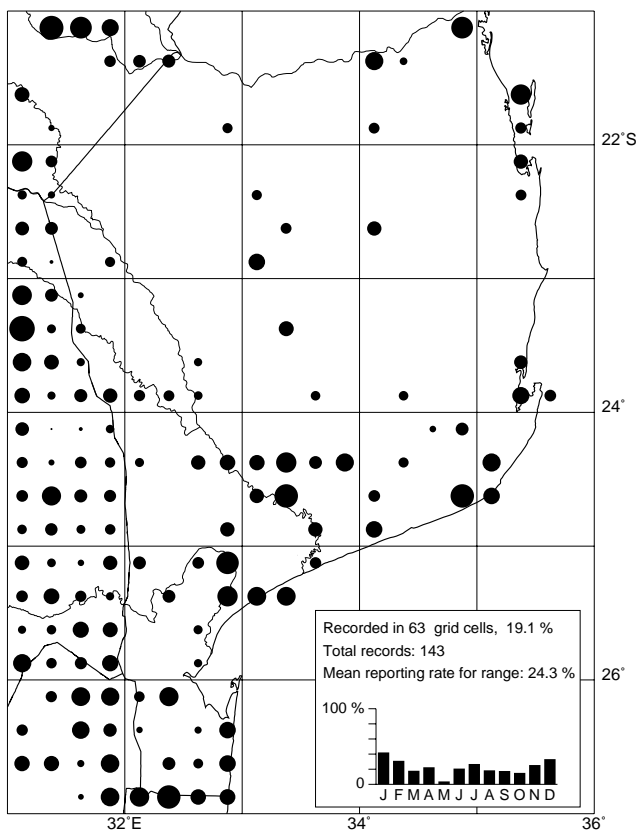 22˚S
24˚
Recorded in 63 grid cells, 19.1 %
Total records: 143
Mean reporting rate for range: 24.3 %
26˚
100 %
0
J F M A M J J A S O N D
32˚E
34˚
36˚